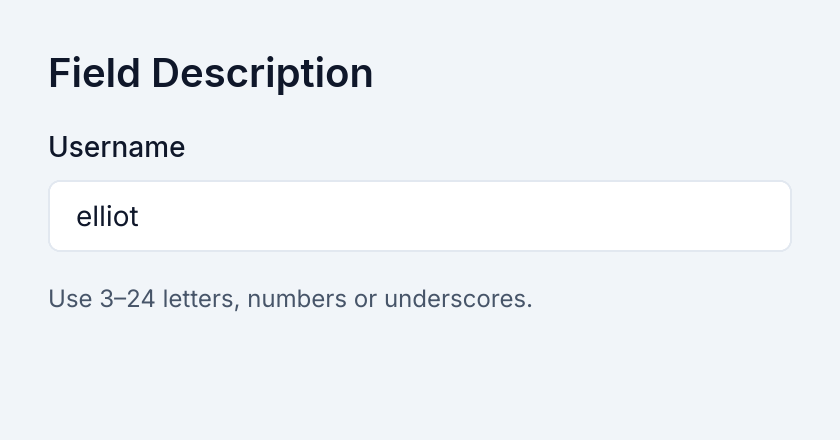 Field Description
Username
elliot
Use 3–24 letters, numbers or underscores.